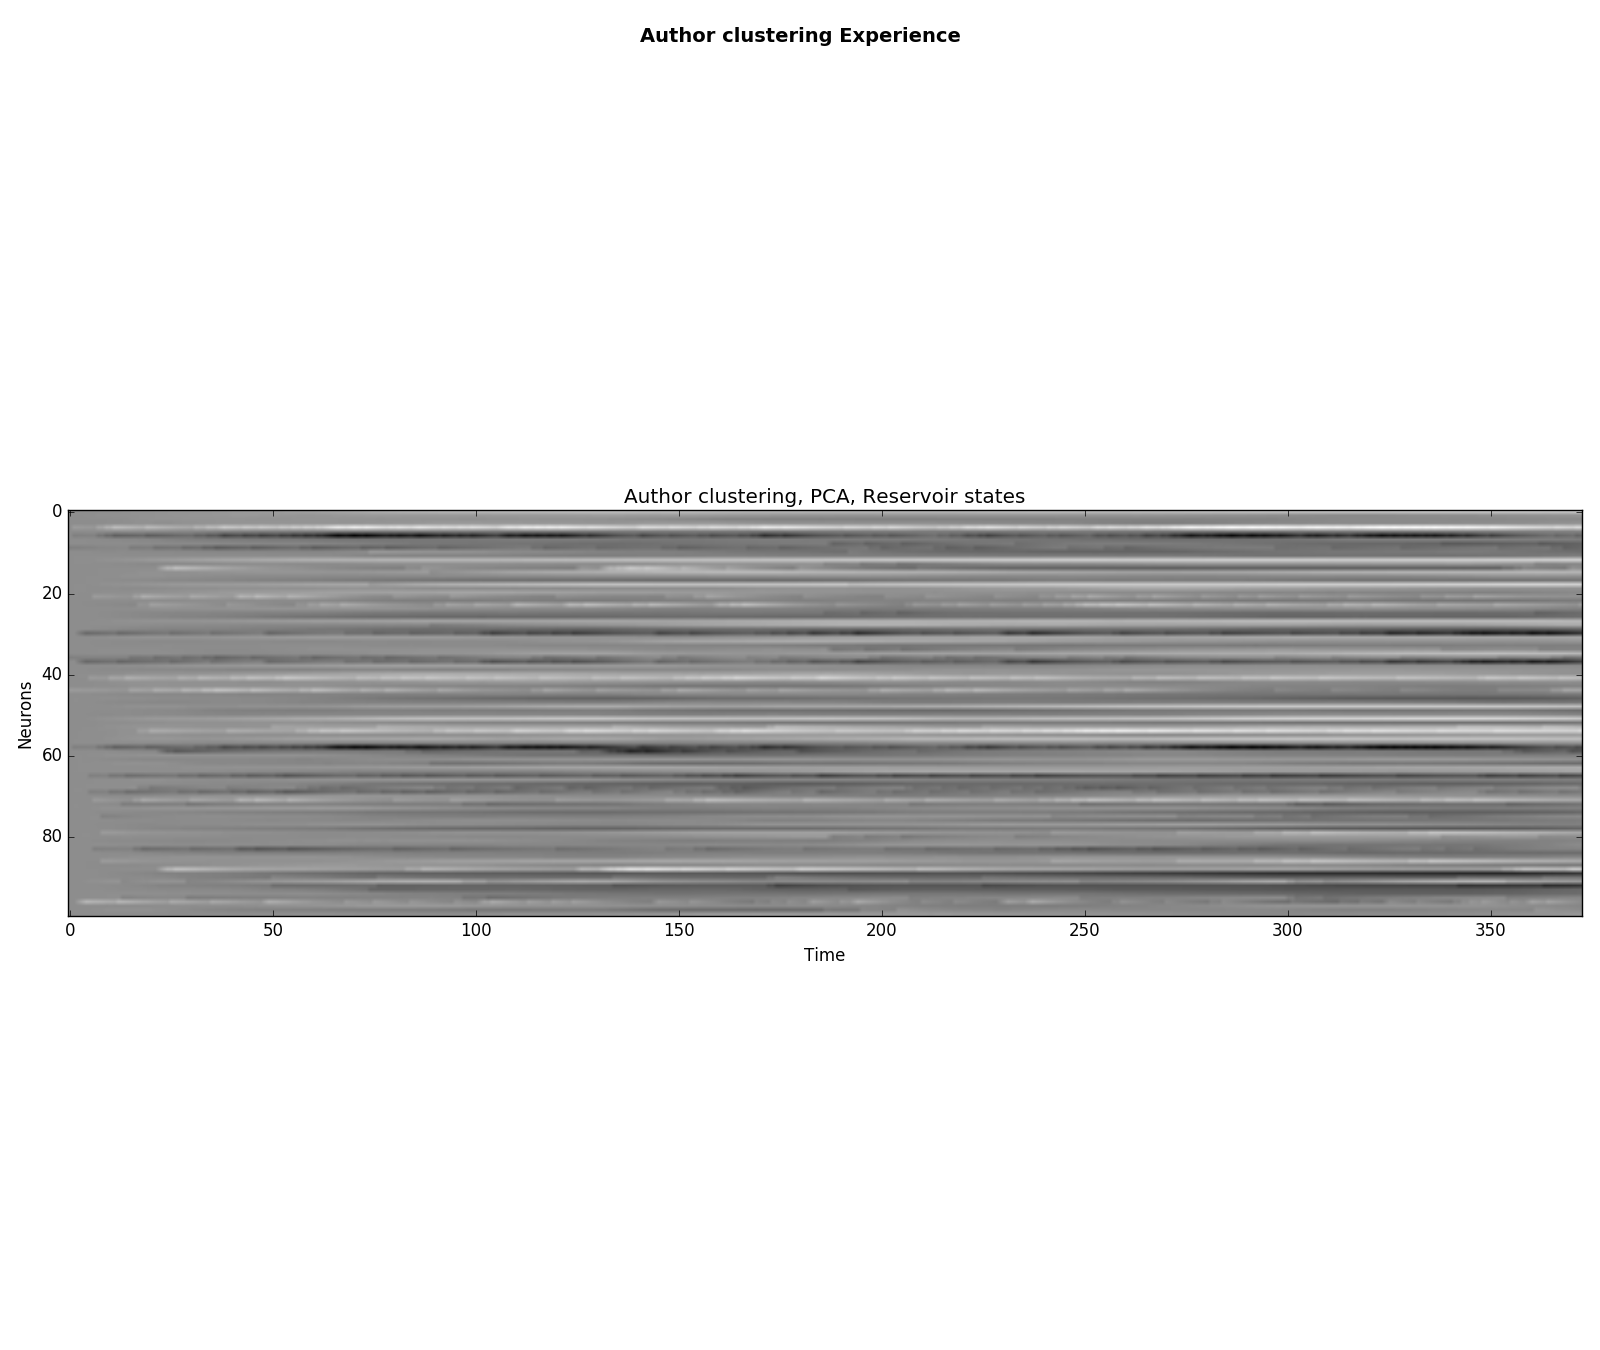 Author clustering Experience
Author clustering, PCA, Reservoir states
0
20
40
60
80
Neurons
0 50 100 150 200 250 300 350
Time